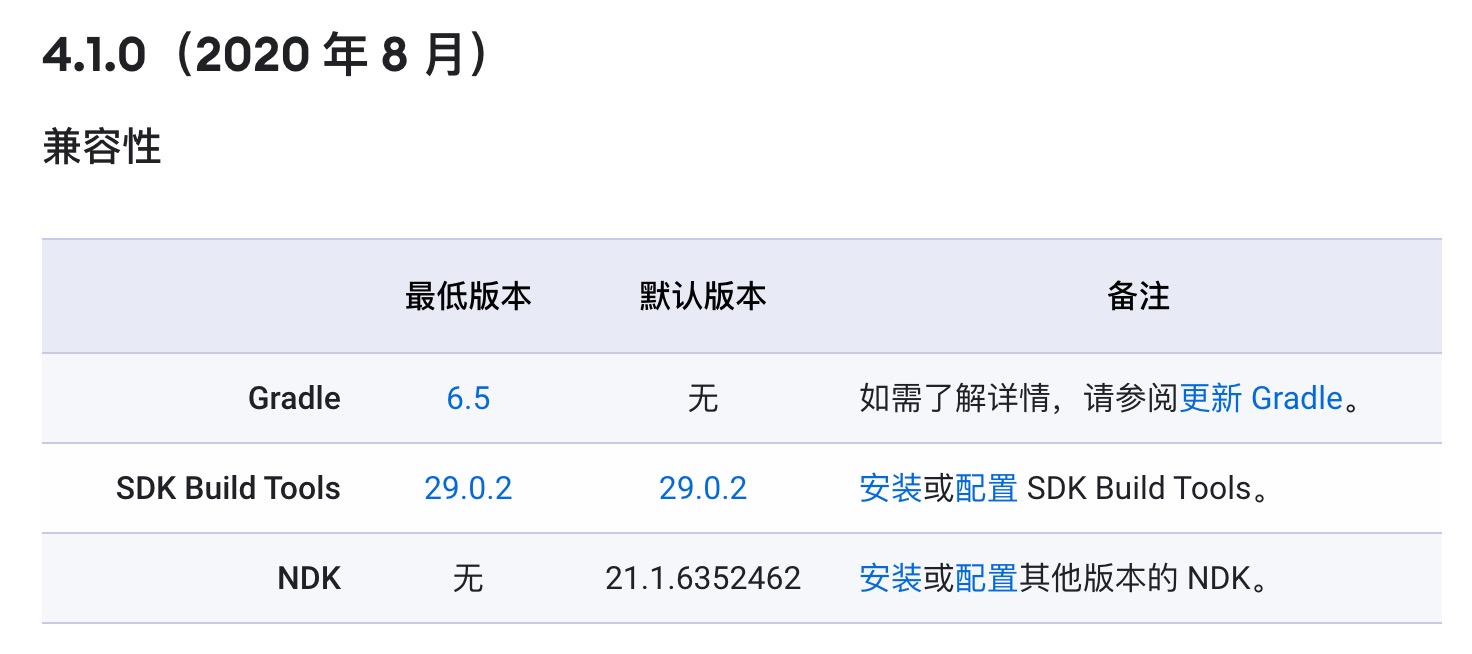 4.1.0（2020 年 8 月）
兼容性
最低版本 默认版本 备注
Gradle 6.5 无 如需了解详情，请参阅更新 Gradle。
SDK Build Tools 29.0.2 29.0.2 安装或配置 SDK Build Tools。
NDK 无 21.1.6352462 安装或配置其他版本的 NDK。